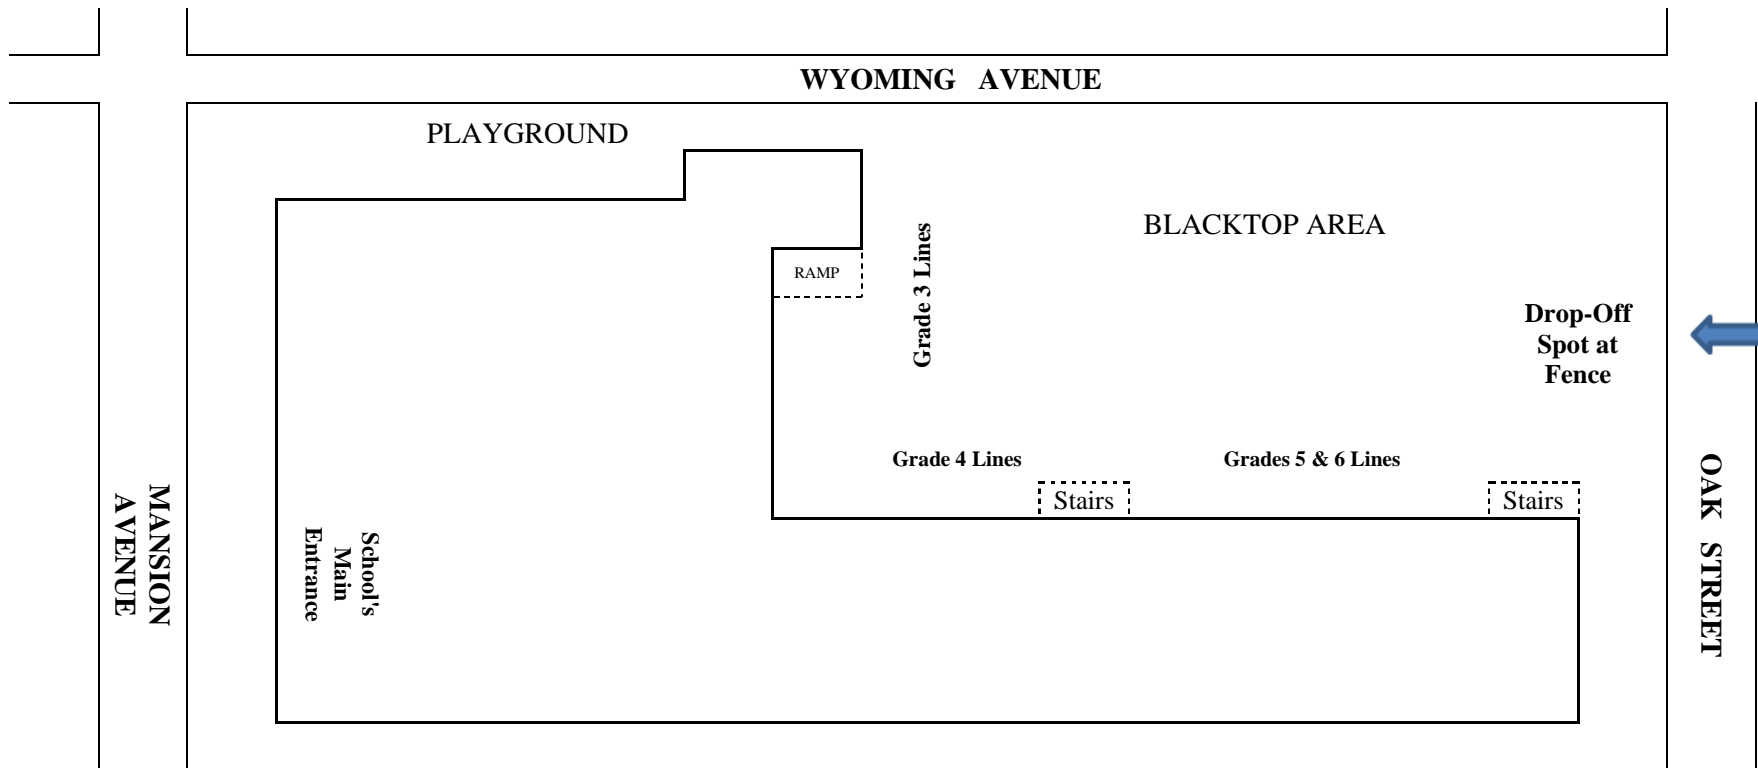 WYOMING AVENUE
PLAYGROUND
BLACKTOP AREA
Grade 3 Lines
RAMP
Drop-Off
Spot at
Fence
Grade 4 Lines
Grades 5 & 6 Lines
Stairs
Stairs
MANSION
AVENUE
School's
Main
Entrance
OAK STREET